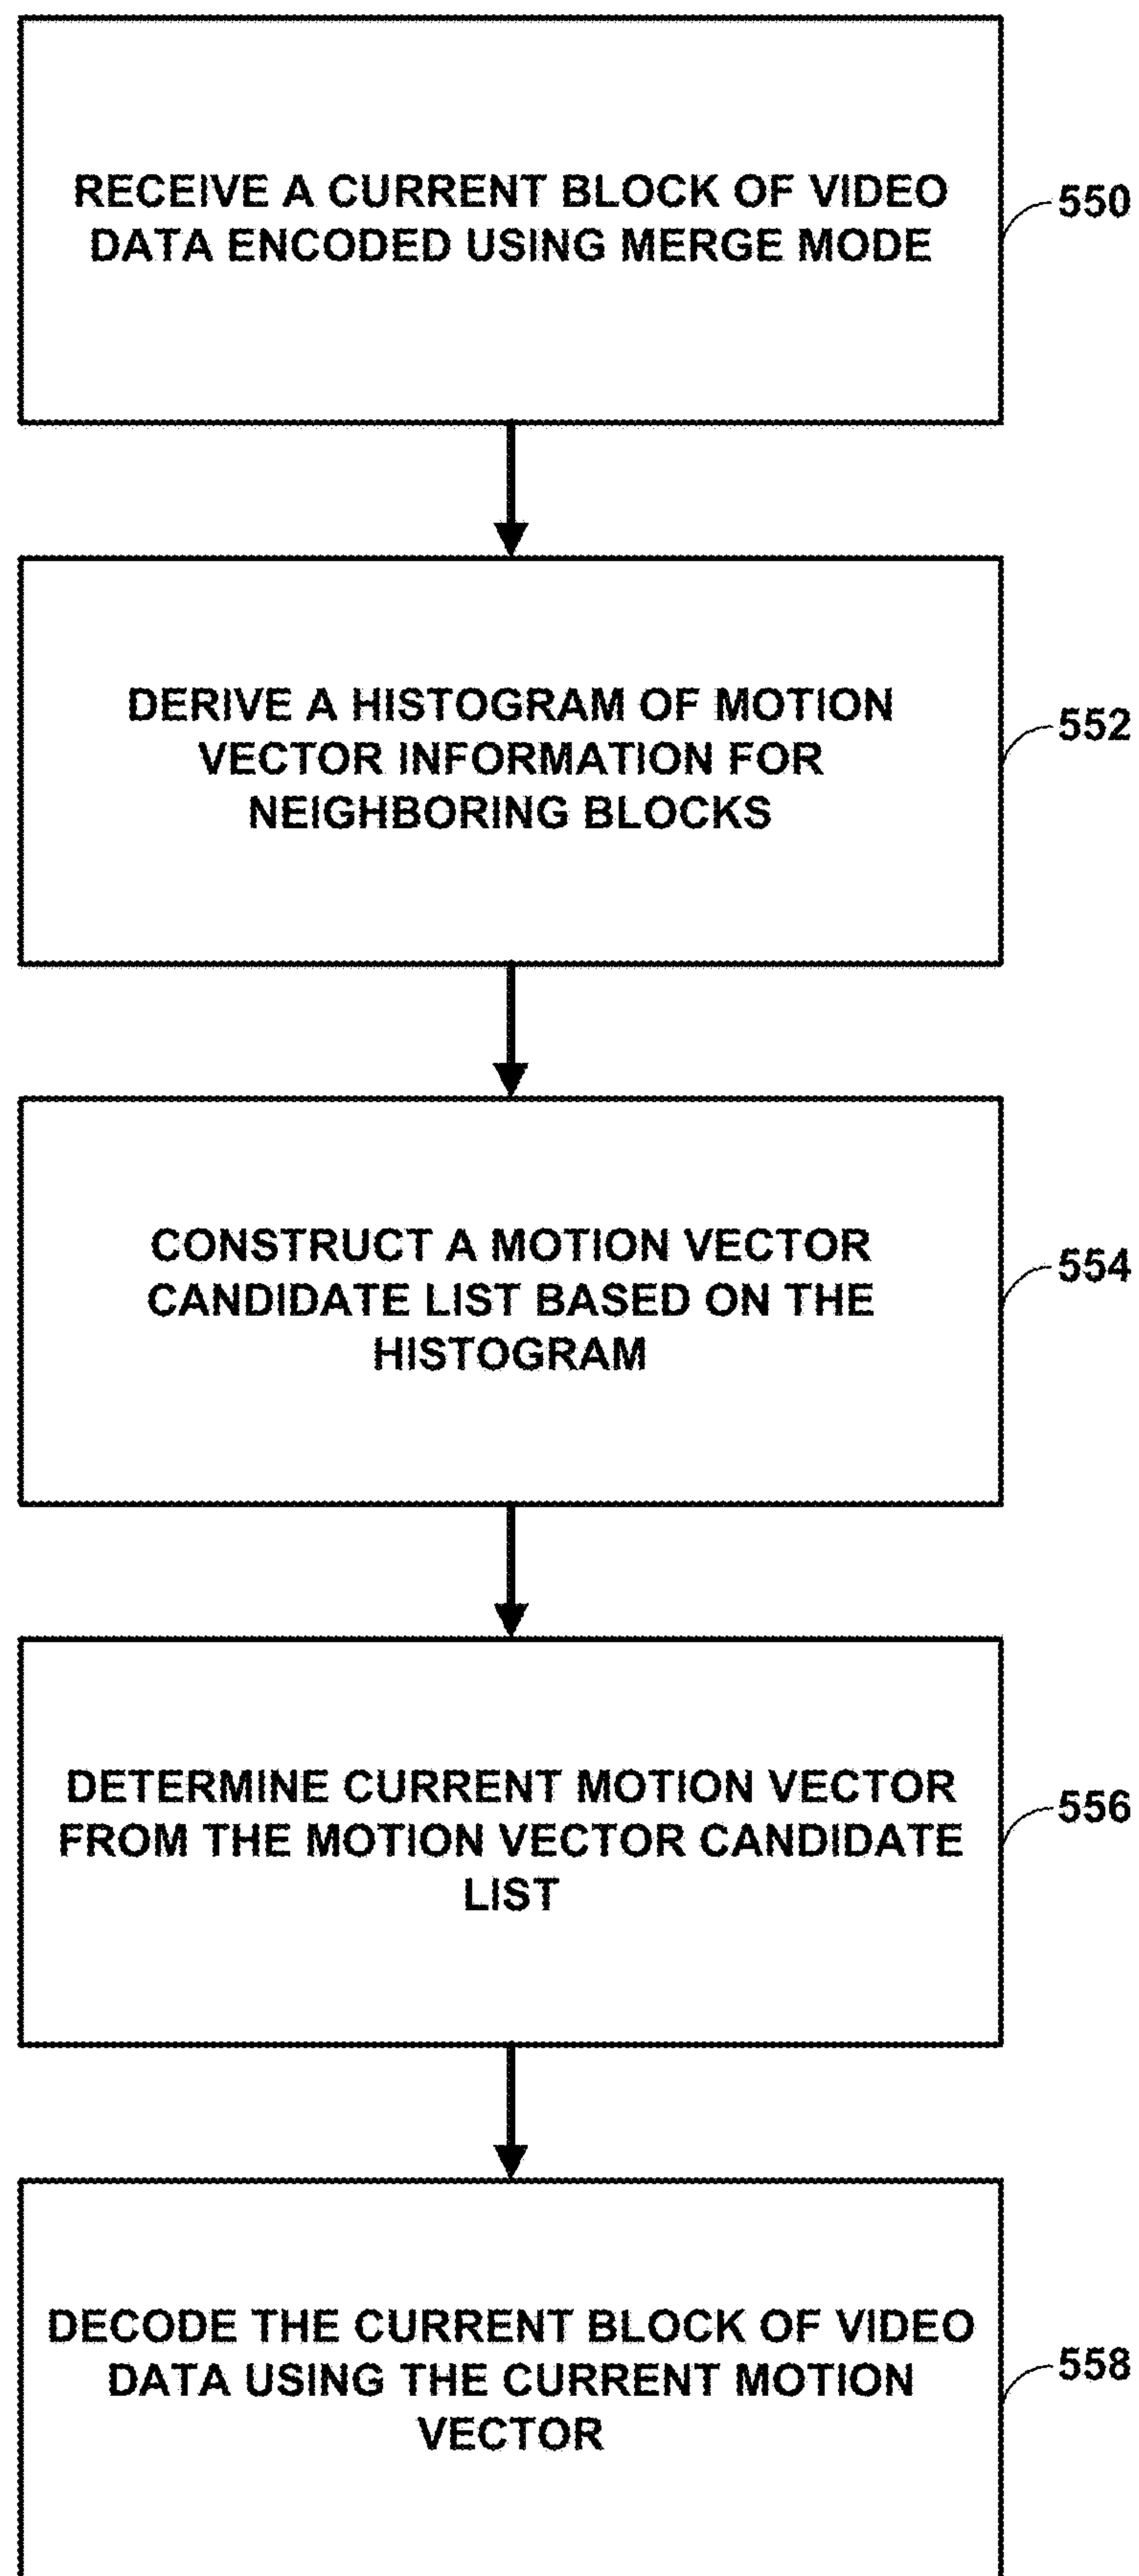 RECEIVE A CURRENT BLOCK OF VIDEO
DATA ENCODED USING MERGE MODE
550
DERIVE A HISTOGRAM OF MOTION
VECTOR INFORMATION FOR
NEIGHBORING BLOCKS
552
CONSTRUCT A MOTION VECTOR
CANDIDATE LIST BASED ON THE
HISTOGRAM
554
DETERMINE CURRENT MOTION VECTOR
FROM THE MOTION VECTOR CANDIDATE
LIST
556
DECODE THE CURRENT BLOCK OF VIDEO
DATA USING THE CURRENT MOTION
VECTOR
558